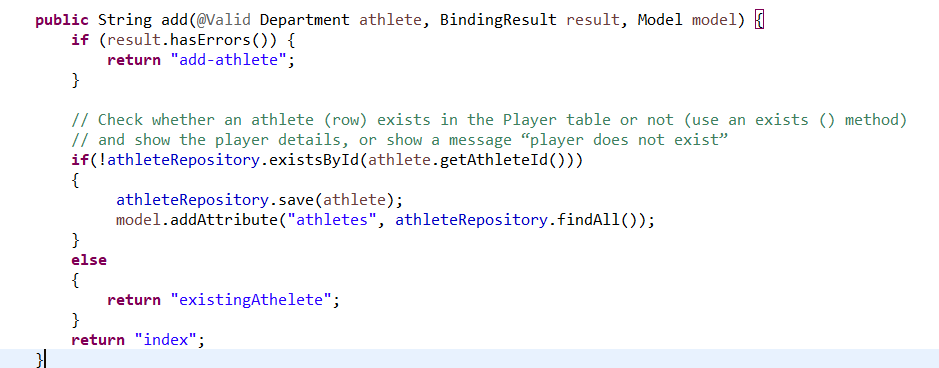 public String add(@Valid Department athlete, BindingResult result, Model model) {
if (result.hasErrors()) {
return "add-athlete";
}
// Check whether an athlete (row) exists in the Player table or not (use an exists () method)
// and show the player details, or show a message “player does not exist”
if(!athleteRepository.existsById(athlete.getAthleteId()))
{
athleteRepository.save(athlete);
model.addAttribute("athletes", athleteRepository.findAll());
}
else
{
return "existingAthelete";
}
return "index";
}